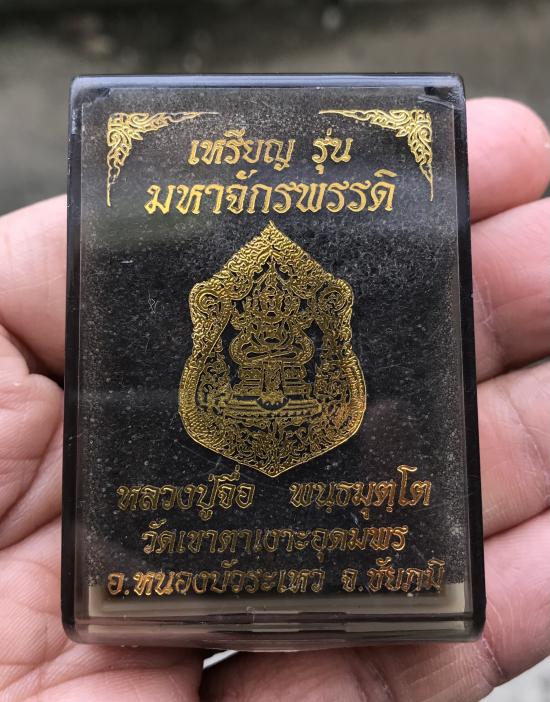 เหรียญ รุ่น
มหาจักรพรรดิ
หลวงปู่จื่อ พนฺธมุตฺโต
วัดเขาตาเงาะอุดมพร
อ.หนองบัวระเหว จ.ชัยภูมิ